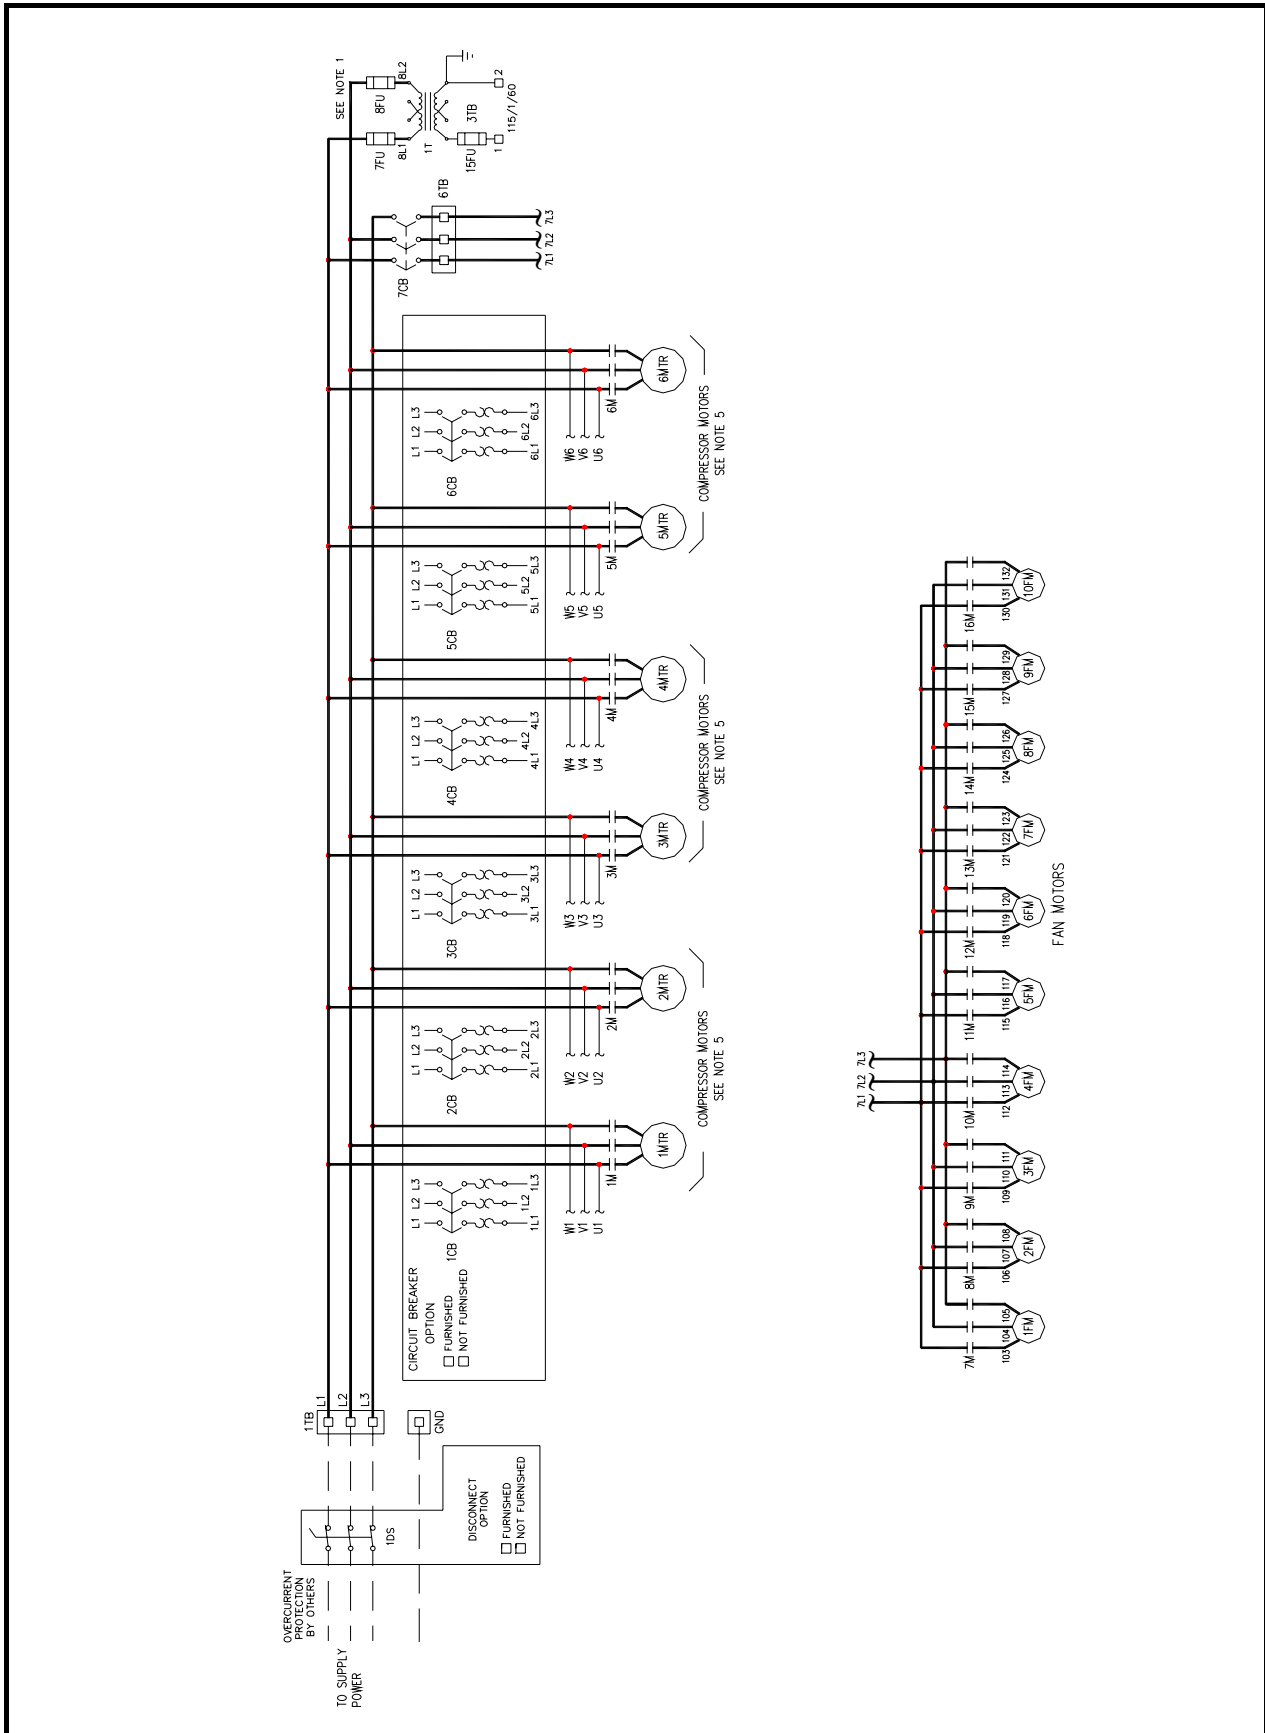 TO SUPPLY
POWER
OVERCURRENT
PROTECTION
BY OTHERS
1DS
DISCONNECT
OPTION
FURNISHED
NOT FURNISHED
1TB
L1
L2
L3
GND
CIRCUIT BREAKER
OPTION
FURNISHED
NOT FURNISHED
1CB
L1 L2 L3
1L1 1L2 1L3
2CB
L1 L2 L3
2L1 2L2 2L3
3CB
L1 L2 L3
3L1 3L2 3L3
4CB
L1 L2 L3
4L1 4L2 4L3
5CB
L1 L2 L3
5L1 5L2 5L3
6CB
L1 L2 L3
6L1 6L2 6L3
W1
V1
U1
1M
1MTR
W2
V2
U2
2M
2MTR
COMPRESSOR MOTORS
SEE NOTE 5
W3
V3
U3
3M
3MTR
W4
V4
U4
4M
4MTR
COMPRESSOR MOTORS
SEE NOTE 5
W5
V5
U5
5M
5MTR
W6
V6
U6
6M
6MTR
COMPRESSOR MOTORS
SEE NOTE 5
7CB
6TB
7L1 7L2 7L3
SEE NOTE 1
7FU 8FU
8L1 8L2
1T
15FU
3TB
1 2
115/1/60
7L1 7L2 7L3
7M
103 104 105
1FM
8M
106 107 108
2FM
9M
109 110 111
3FM
10M
112 113 114
4FM
11M
115 116 117
5FM
12M
118 119 120
6FM
13M
121 122 123
7FM
14M
124 125 126
8FM
15M
127 128 129
9FM
16M
130 131 132
10FM
FAN MOTORS